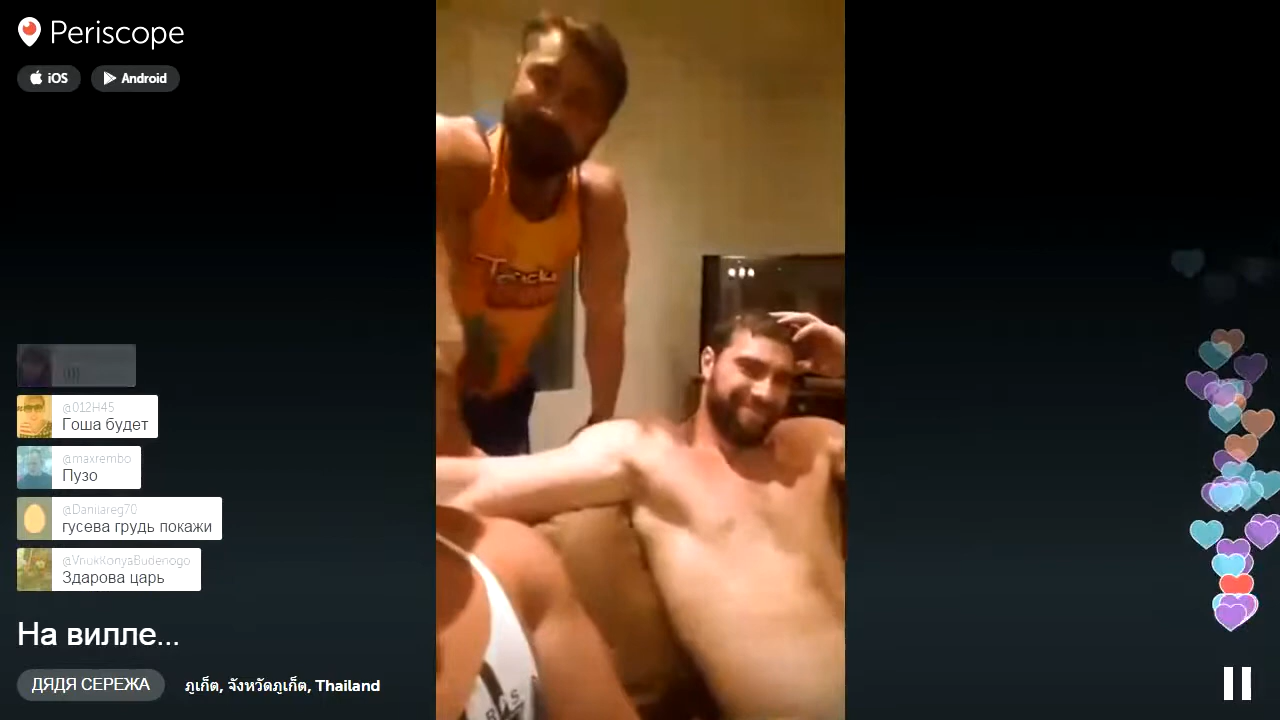 Periscope
iOS
Android
)))
@012H45
Гоша будет
@maxrembo
Пузо
@Danilareg70
гусева грудь покажи
@VnukKonyaBudenogo
Здарова царь
На вилле...
ДЯДЯ СЕРЕЖА
ภูเก็ต, จังหวัดภูเก็ต, Thailand